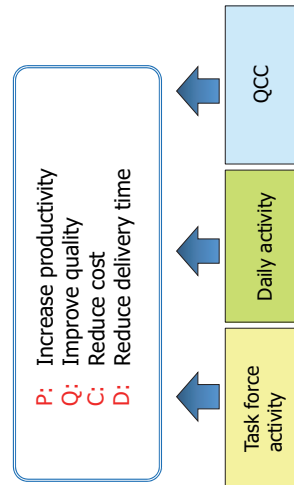 P: Increase productivity
Q: Improve quality
C: Reduce cost
D: Reduce delivery time
Task force
activity
Daily activity
QCC